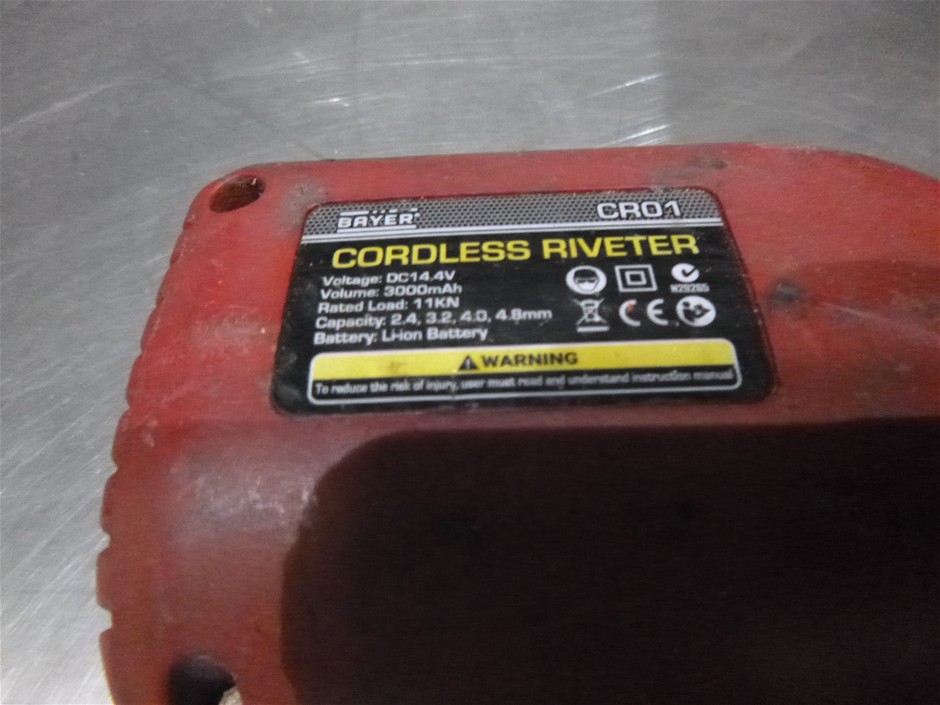 BAYER
CR01
CORDLESS RIVETER
Voltage: DC14.4V
Volume: 3000mAh
Rated Load: 11KN
Capacity: 2.4, 3.2, 4.0, 4.8mm
Battery: Li-ion Battery
N29265
CE
WARNING
To reduce the risk of injury, user must read and understand instruction manual